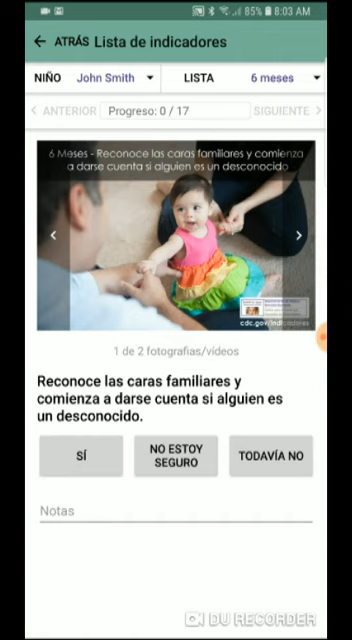 85% 8:03 AM
ATRÁS Lista de indicadores
NIÑO John Smith LISTA 6 meses
ANTERIOR Progreso: 0 / 17 SIGUIENTE
6 Meses - Reconoce las caras familiares y comienza
a darse cuenta si alguien es un desconocido
cdc.gov/Indicadores
1 de 2 fotografias/vídeos
Reconoce las caras familiares y
comienza a darse cuenta si alguien es
un desconocido.
SÍ
NO ESTOY
SEGURO
TODAVÍA NO
Notas
DU RECORDER